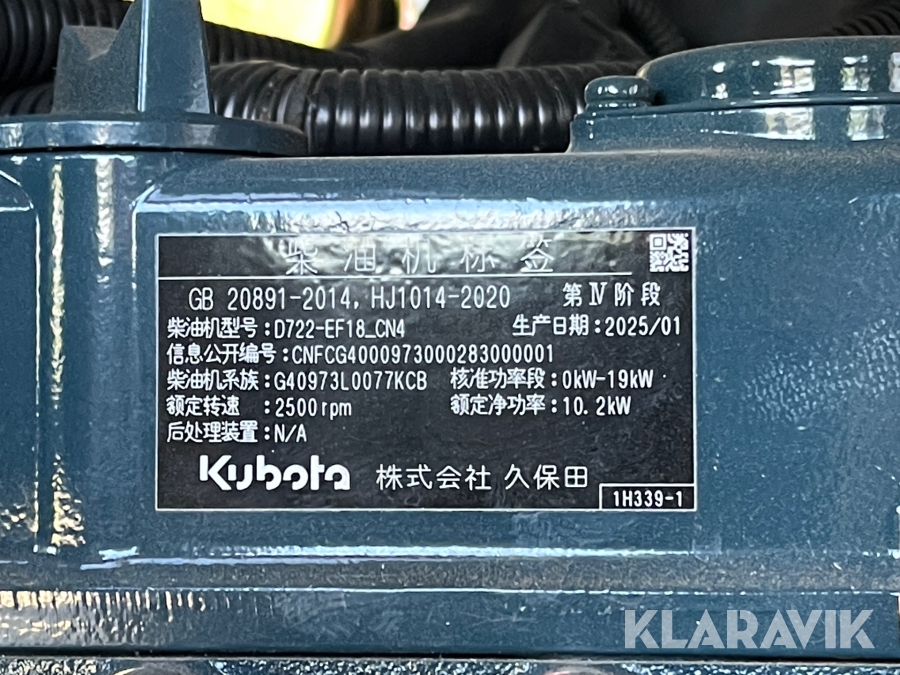 柴油机标签
GB 20891-2014, HJ1014-2020 第Ⅳ阶段
柴油机型号:D722-EF18_CN4 生产日期:2025/01
信息公开编号:CNFCG4000973000283000001
柴油机系族:G40973L0077KCB 核准功率段:0kW-19kW
额定转速:2500rpm 额定净功率:10.2kW
后处理装置:N/A
Kubota 株式会社 久保田
1H339-1
KLARAVIK